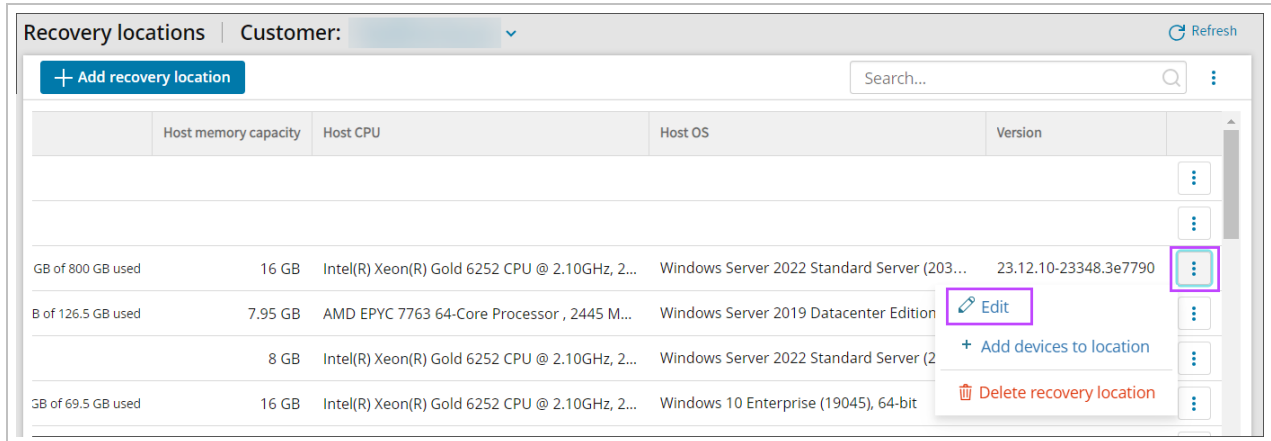 Recovery locations | Customer:
Refresh
+ Add recovery location
Search...
Host memory capacity Host CPU Host OS Version
GB of 800 GB used 16 GB Intel(R) Xeon(R) Gold 6252 CPU @ 2.10GHz, 2... Windows Server 2022 Standard Server (203... 23.12.10-23348.3e7790
B of 126.5 GB used 7.95 GB AMD EPYC 7763 64-Core Processor , 2445 M... Windows Server 2019 Datacenter Edition
Edit
8 GB Intel(R) Xeon(R) Gold 6252 CPU @ 2.10GHz, 2... Windows Server 2022 Standard Server (2
+ Add devices to location
GB of 69.5 GB used 16 GB Intel(R) Xeon(R) Gold 6252 CPU @ 2.10GHz, 2... Windows 10 Enterprise (19045), 64-bit
Delete recovery location